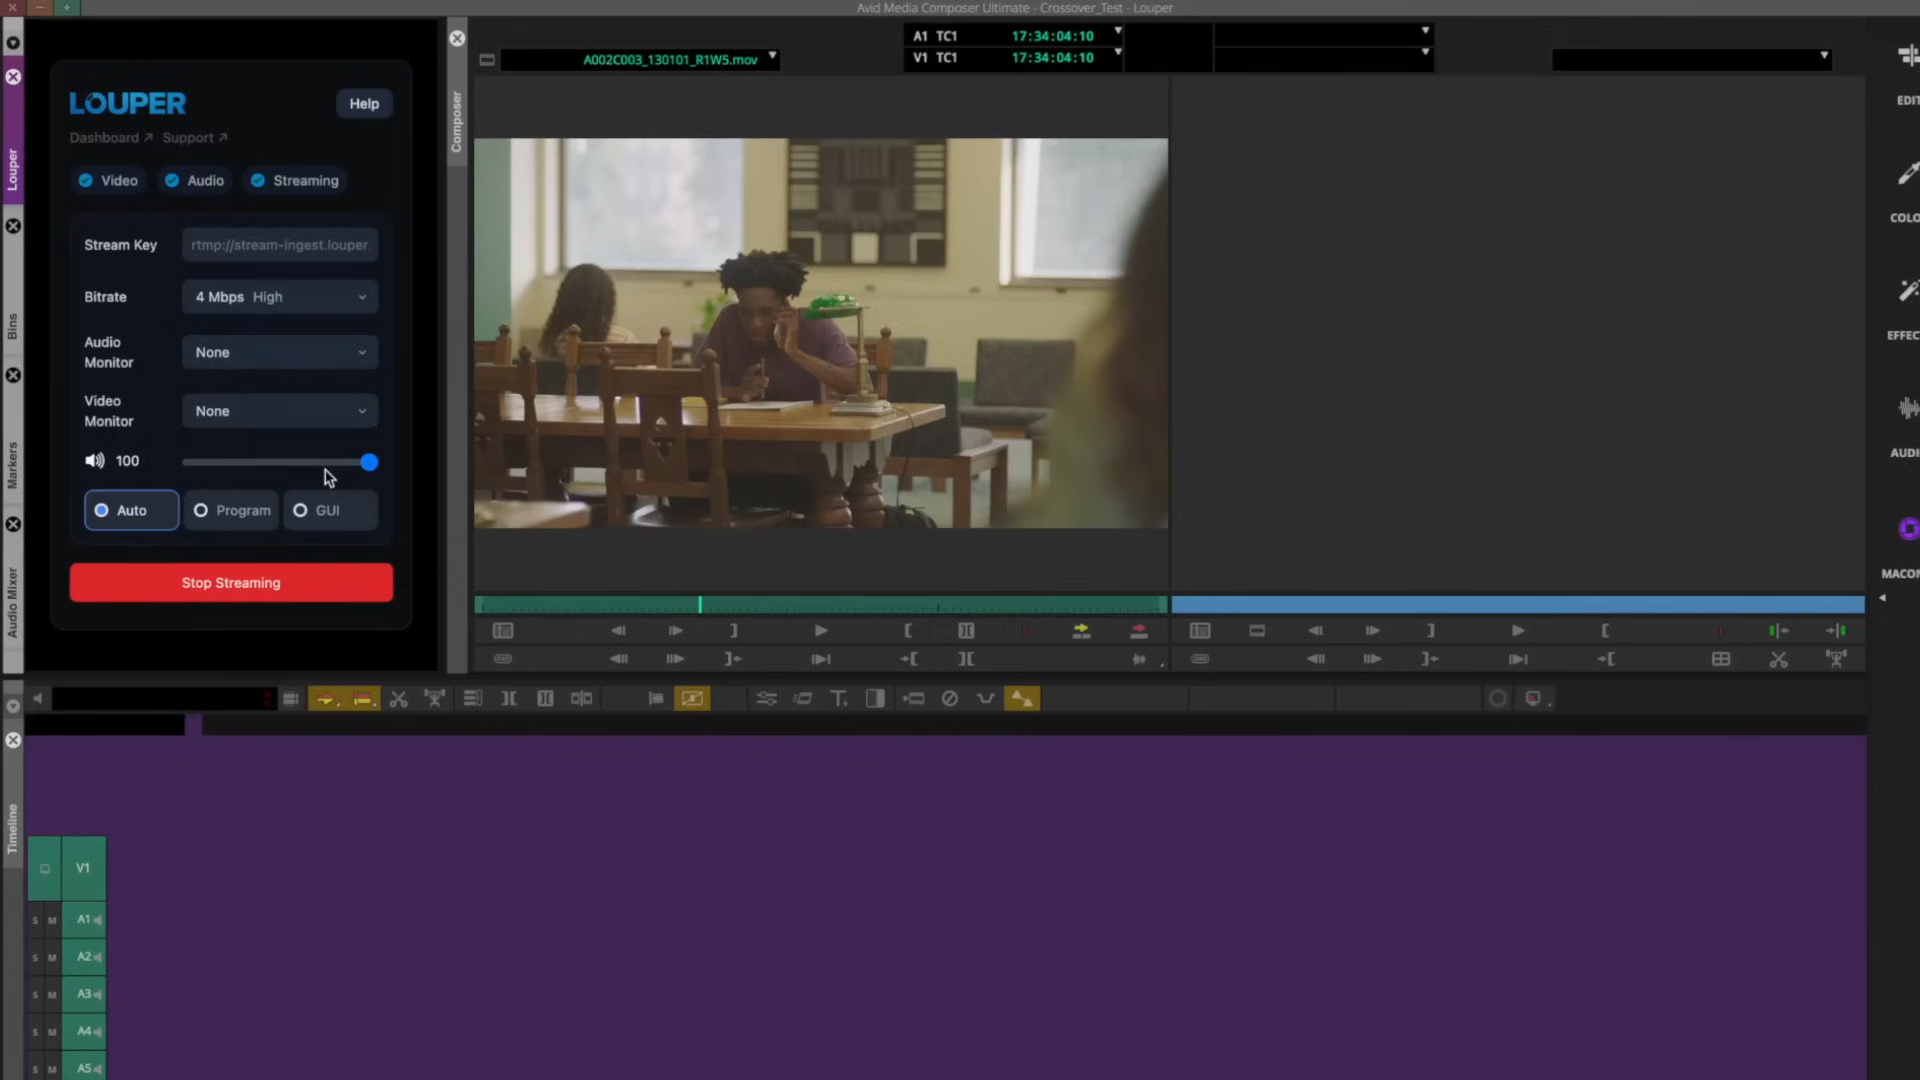 Avid Media Composer Ultimate - Crossover_Test - Louper
LOUPER
Help
Dashboard ↗ Support ↗
Video
Audio
Streaming
Stream Key
rtmp://stream-ingest.louper
Bitrate
4 Mbps High
Audio Monitor
None
Video Monitor
None
100
Auto
Program
GUI
Stop Streaming
Louper
Bins
Markers
Audio Mixer
Composer
A002C003_130101_R1W5.mov
A1 TC1 17:34:04:10
V1 TC1 17:34:04:10
EDIT
COLO
EFFEC
AUDI
MACON
Timeline
V1
S M A1
S M A2
S M A3
S M A4
S M A5